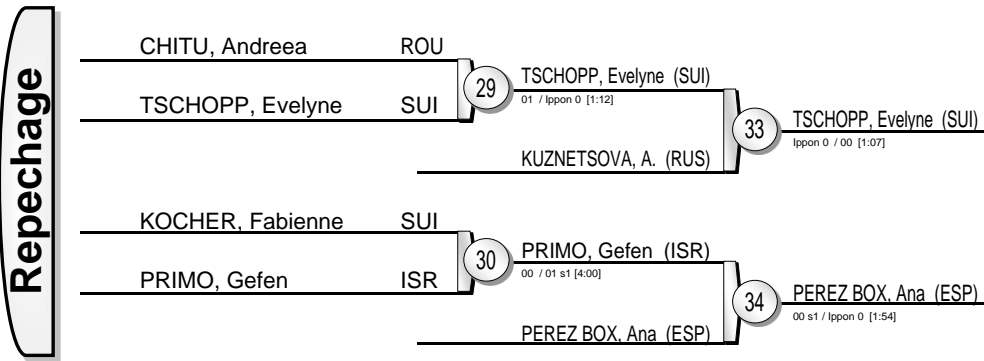 Repechage
CHITU, Andreea ROU
TSCHOPP, Evelyne SUI
29
TSCHOPP, Evelyne (SUI)
01 / Ippon 0 [1:12]
KUZNETSOVA, A. (RUS)
33
TSCHOPP, Evelyne (SUI)
Ippon 0 / 00 [1:07]
KOCHER, Fabienne SUI
PRIMO, Gefen ISR
30
PRIMO, Gefen (ISR)
00 / 01 s1 [4:00]
PEREZ BOX, Ana (ESP)
34
PEREZ BOX, Ana (ESP)
00 s1 / Ippon 0 [1:54]